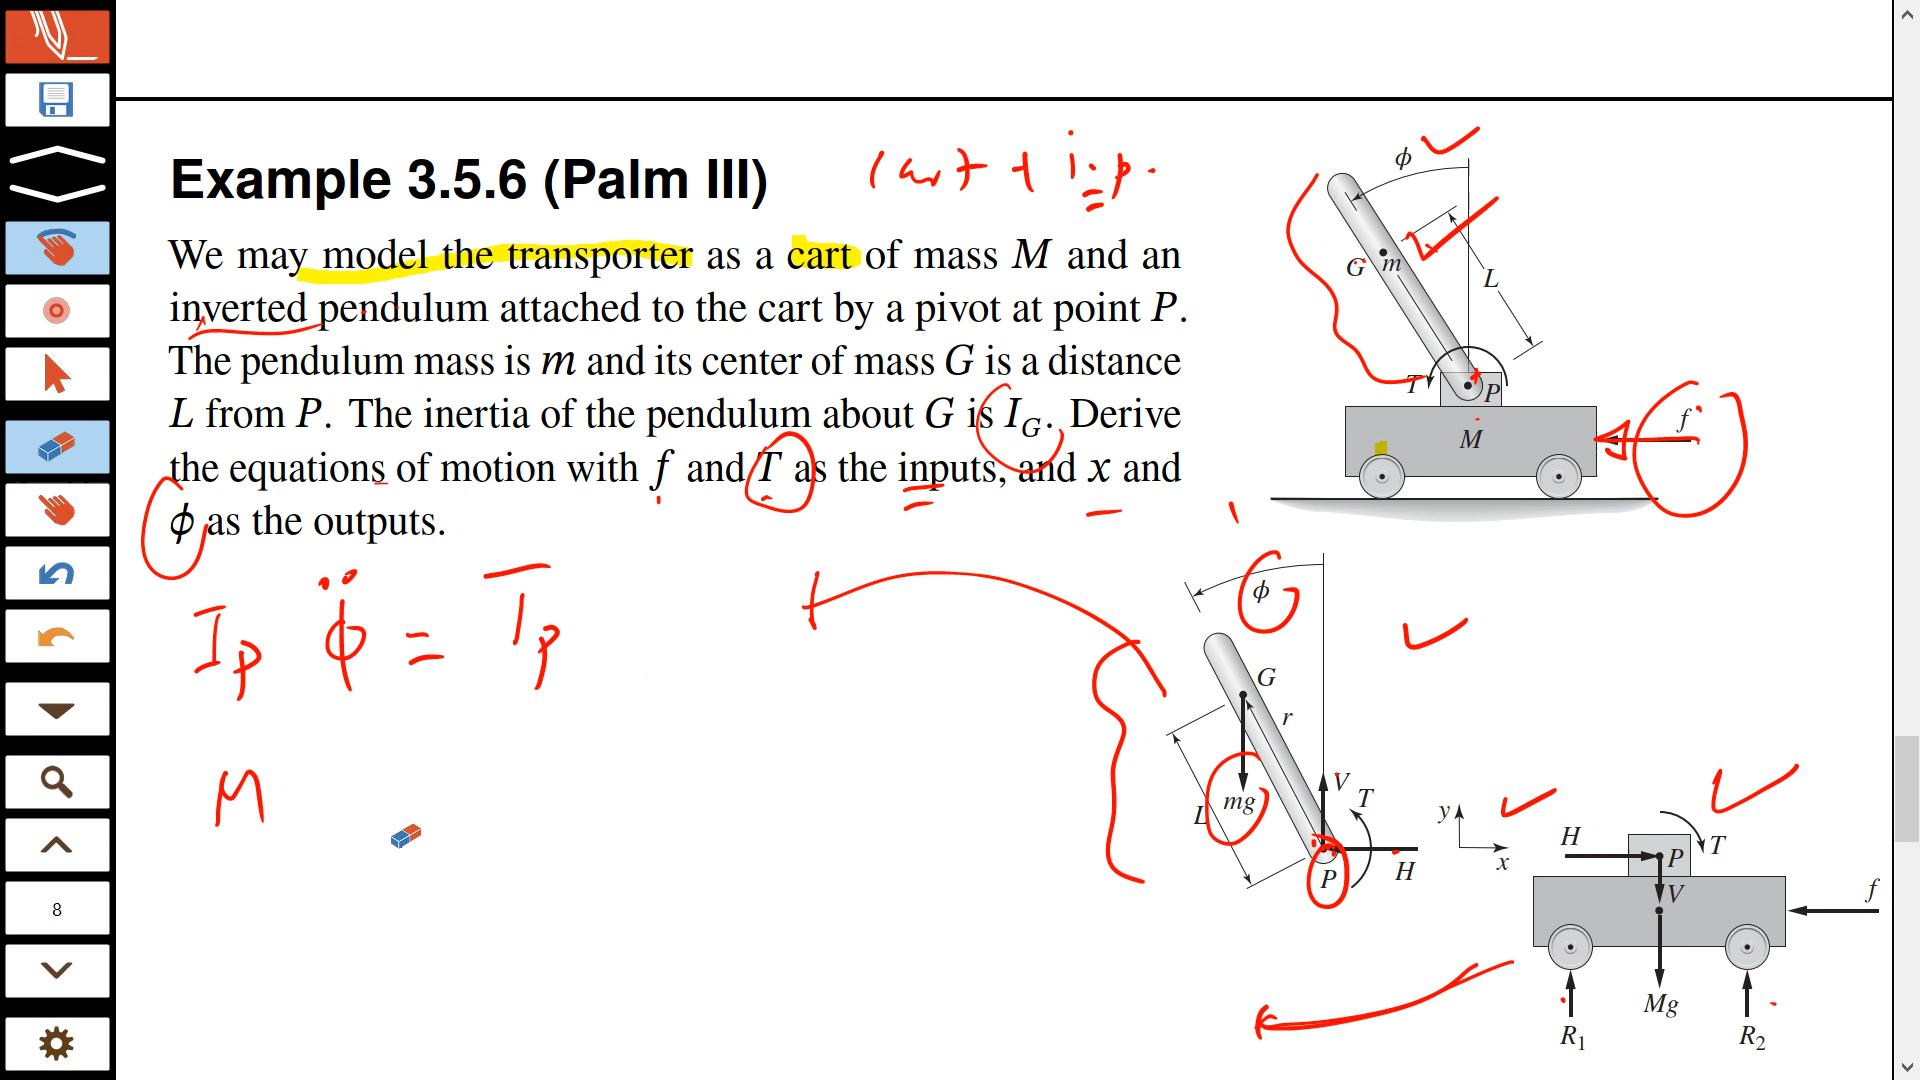 Example 3.5.6 (Palm III)
cart + i.p.
We may model the transporter as a cart of mass M and an
inverted pendulum attached to the cart by a pivot at point P.
The pendulum mass is m and its center of mass G is a distance
L from P. The inertia of the pendulum about G is I_G. Derive
the equations of motion with f and T as the inputs, and x and
ϕ as the outputs.
I_p ϕ̈ = T_p
M
ϕ
G m
L
T
P
M
f
ϕ
G
r
V
T
mg
L
P
H
y
x
H
P
T
V
f
Mg
R₁
R₂
8